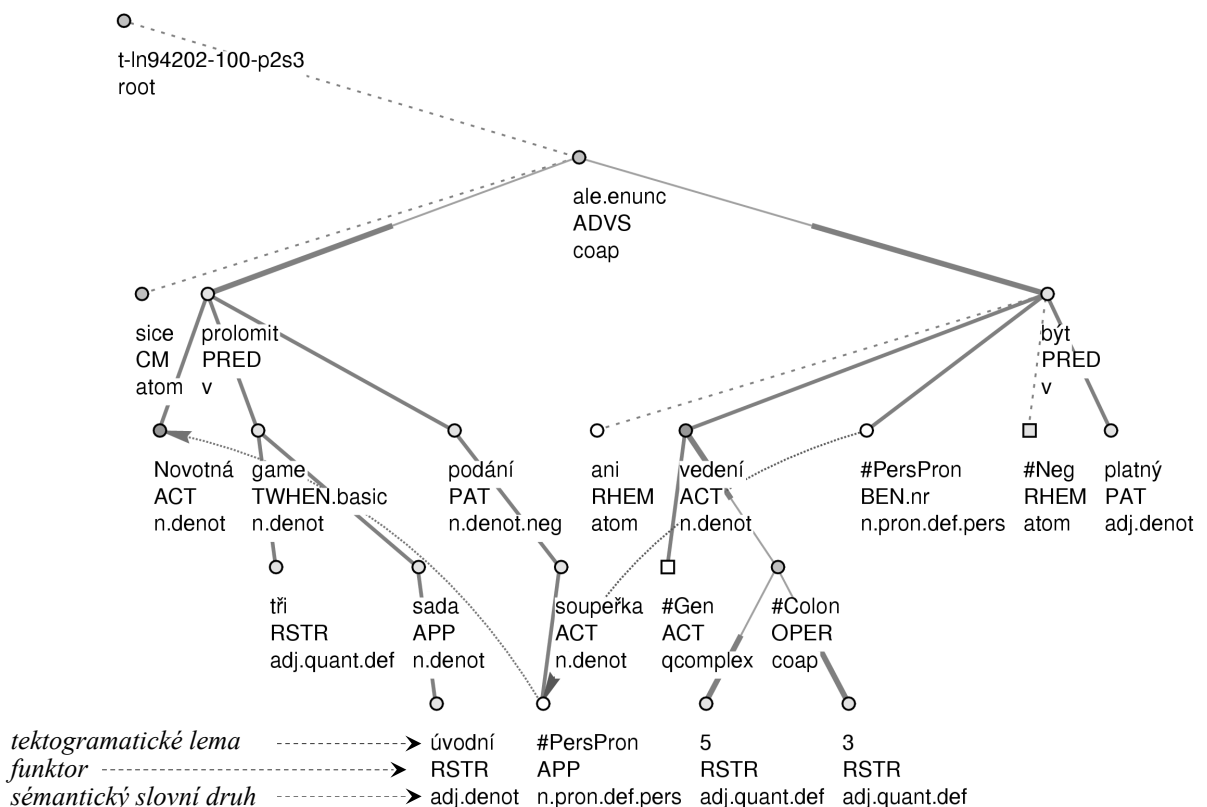 t-ln94202-100-p2s3
root
ale.enunc
ADVS
coap
sice
CM
atom
prolomit
PRED
v
být
PRED
v
Novotná
ACT
n.denot
game
TWHEN.basic
n.denot
podání
PAT
n.denot.neg
ani
RHEM
atom
vedení
ACT
n.denot
#PersPron
BEN.nr
n.pron.def.pers
#Neg
RHEM
atom
platný
PAT
adj.denot
tři
RSTR
adj.quant.def
sada
APP
n.denot
soupeřka
ACT
n.denot
#Gen
ACT
qcomplex
#Colon
OPER
coap
tektogramatické lema
funktor
sémantický slovní druh
úvodní
RSTR
adj.denot
#PersPron
APP
n.pron.def.pers
5
RSTR
adj.quant.def
3
RSTR
adj.quant.def